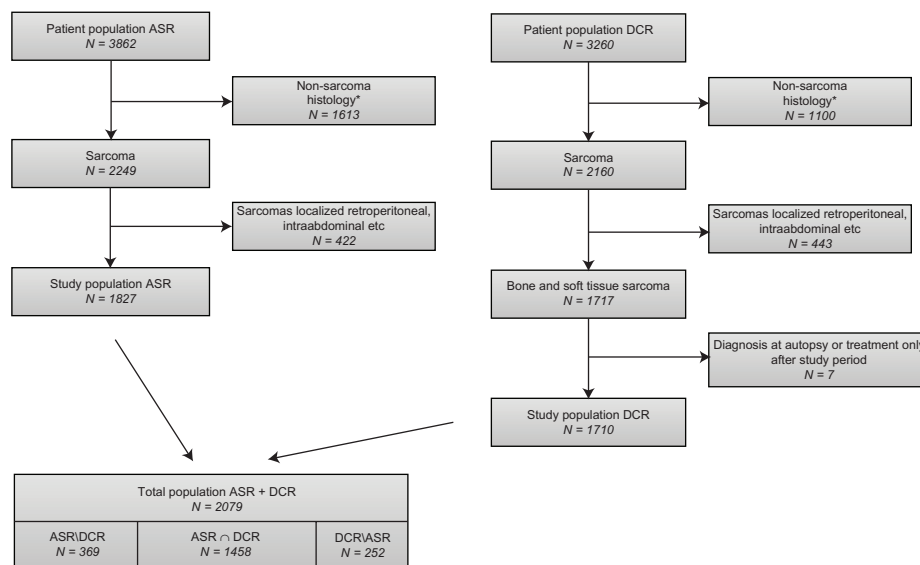 Patient population ASR
N = 3862
Non-sarcoma
histology*
N = 1613
Sarcoma
N = 2249
Sarcomas localized retroperitoneal,
intraabdominal etc
N = 422
Study population ASR
N = 1827
Patient population DCR
N = 3260
Non-sarcoma
histology*
N = 1100
Sarcoma
N = 2160
Sarcomas localized retroperitoneal,
intraabdominal etc
N = 443
Bone and soft tissue sarcoma
N = 1717
Diagnosis at autopsy or treatment only
after study period
N = 7
Study population DCR
N = 1710
Total population ASR + DCR
N = 2079
ASR\DCR
N = 369
ASR ∩ DCR
N = 1458
DCR\ASR
N = 252